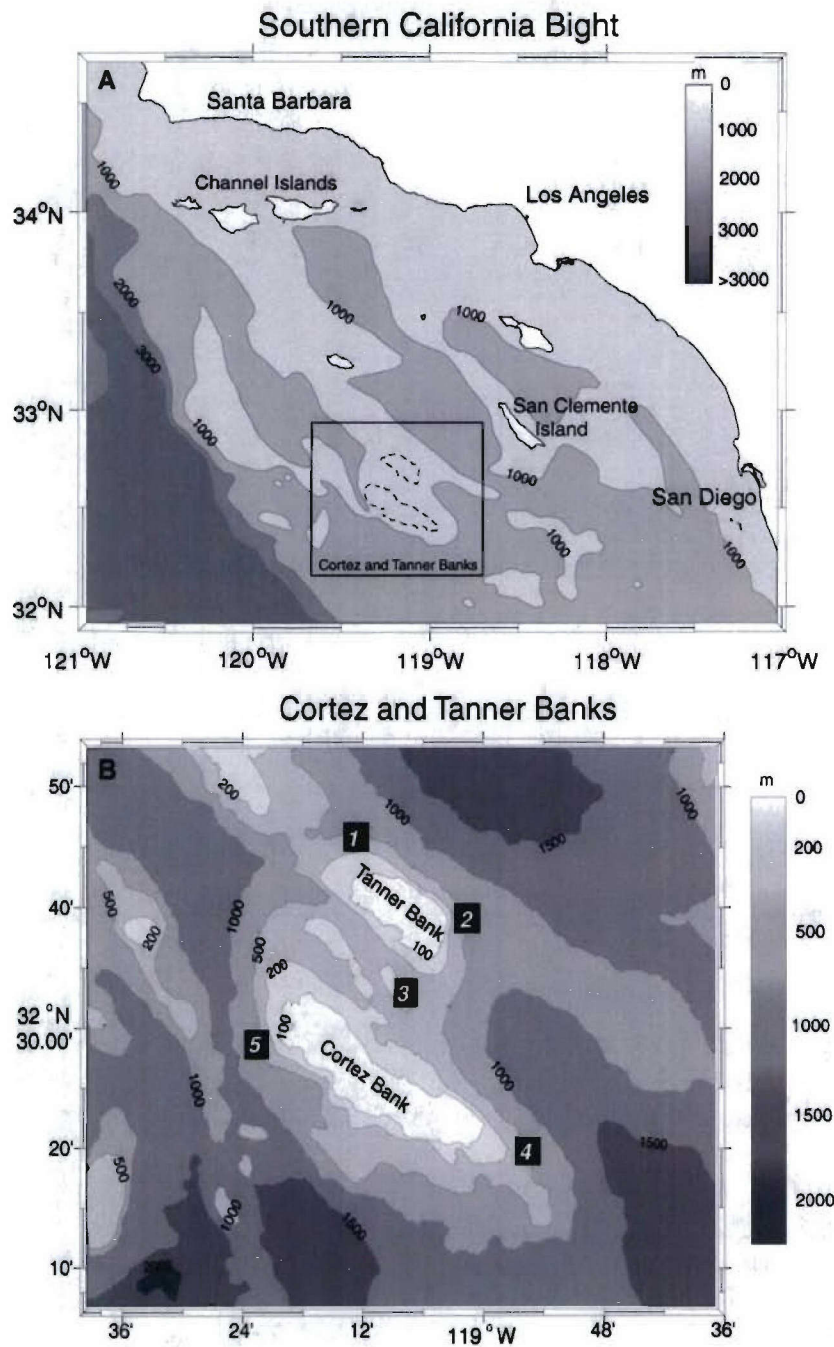 Southern California Bight
A
m
0
1000
2000
3000
>3000
Santa Barbara
Channel Islands
Los Angeles
San Clemente
Island
San Diego
Cortez and Tanner Banks
1000
2000
3000
1000
1000
1000
1000
1000
1000
34°N
33°N
32°N
121°W
120°W
119°W
118°W
117°W
Cortez and Tanner Banks
B
m
0
200
500
1000
1500
2000
50'
40'
32 °N
30.00'
20'
10'
200
1000
1000
1500
1
Tanner Bank
2
100
500
200
1000
500
200
3
100
5
Cortez Bank
1000
4
1000
1500
500
1000
1500
2000
36'
24'
12'
119° W
48'
36'